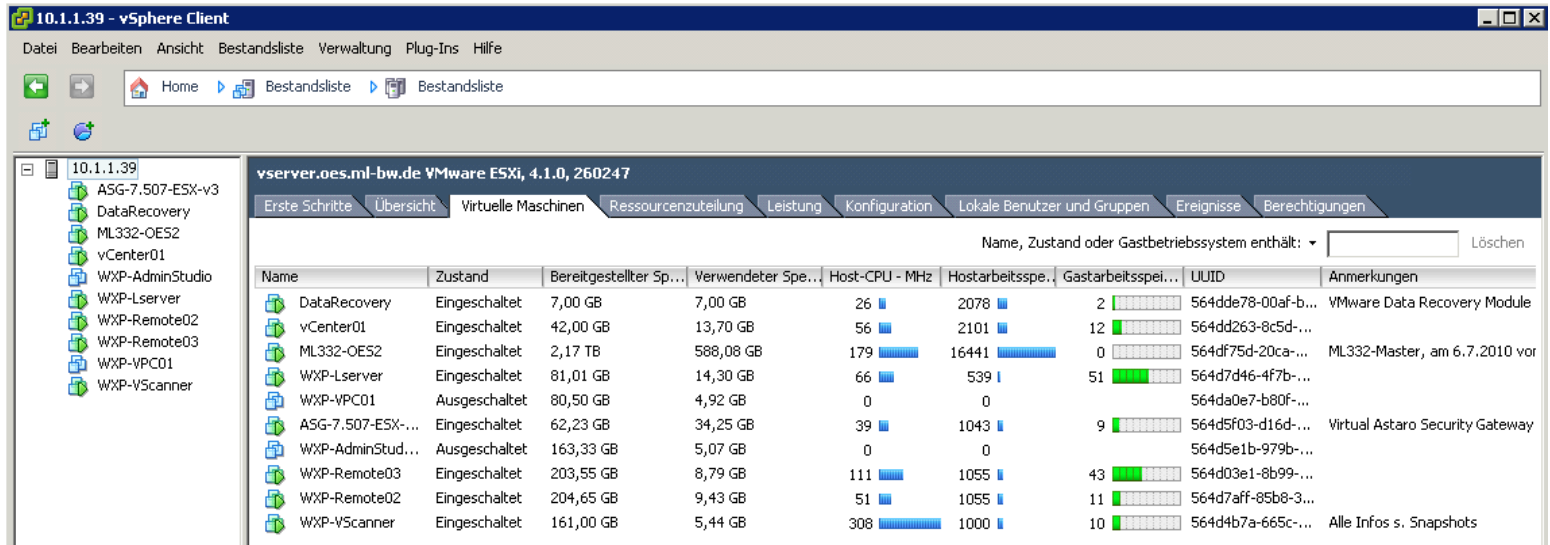 10.1.1.39 - vSphere Client
Datei Bearbeiten Ansicht Bestandsliste Verwaltung Plug-Ins Hilfe
Home Bestandsliste Bestandsliste
10.1.1.39
ASG-7.507-ESX-v3
DataRecovery
ML332-OES2
vCenter01
WXP-AdminStudio
WXP-Lserver
WXP-Remote02
WXP-Remote03
WXP-VPC01
WXP-VScanner
vserver.oes.ml-bw.de VMware ESXi, 4.1.0, 260247
Erste Schritte Übersicht Virtuelle Maschinen Ressourcenzuteilung Leistung Konfiguration Lokale Benutzer und Gruppen Ereignisse Berechtigungen
Name, Zustand oder Gastbetriebssystem enthält: Löschen
Name Zustand Bereitgestellter Sp... Verwendeter Spe... Host-CPU - MHz Hostarbeitsspe... Gastarbeitsspei... UUID Anmerkungen
DataRecovery Eingeschaltet 7,00 GB 7,00 GB 26 2078 2 564dde78-00af-b... VMware Data Recovery Module
vCenter01 Eingeschaltet 42,00 GB 13,70 GB 56 2101 12 564dd263-8c5d-...
ML332-OES2 Eingeschaltet 2,17 TB 588,08 GB 179 16441 0 564df75d-20ca-... ML332-Master, am 6.7.2010 vor
WXP-Lserver Eingeschaltet 81,01 GB 14,30 GB 66 539 51 564d7d46-4f7b-...
WXP-VPC01 Ausgeschaltet 80,50 GB 4,92 GB 0 0 564da0e7-b80f-...
ASG-7.507-ESX-... Eingeschaltet 62,23 GB 34,25 GB 39 1043 9 564d5f03-d16d-... Virtual Astaro Security Gateway
WXP-AdminStud... Ausgeschaltet 163,33 GB 5,07 GB 0 0 564d5e1b-979b-...
WXP-Remote03 Eingeschaltet 203,55 GB 8,79 GB 111 1055 43 564d03e1-8b99-...
WXP-Remote02 Eingeschaltet 204,65 GB 9,43 GB 51 1055 11 564d7aff-85b8-3...
WXP-VScanner Eingeschaltet 161,00 GB 5,44 GB 308 1000 10 564d4b7a-665c-... Alle Infos s. Snapshots